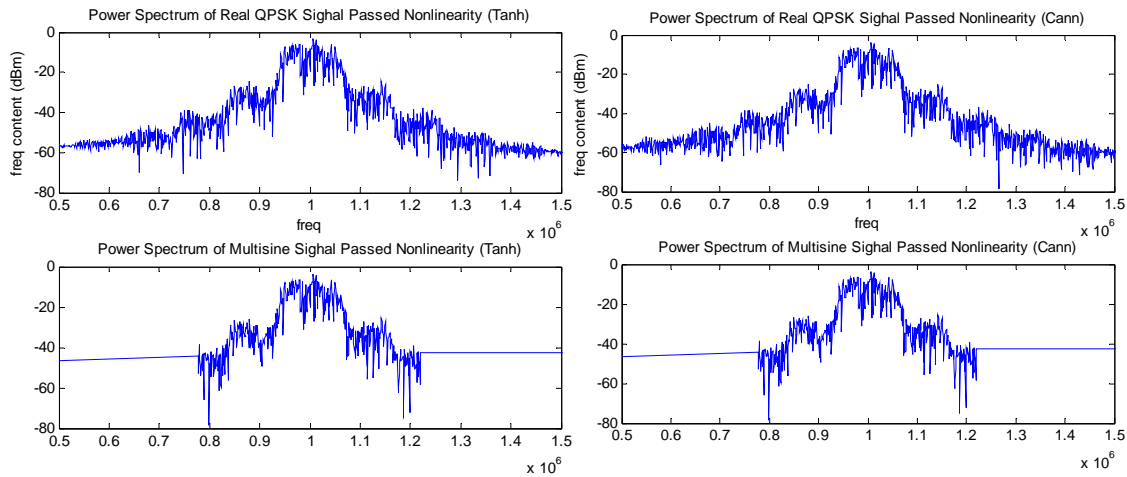 Power Spectrum of Real QPSK Sighal Passed Nonlinearity (Tanh)
freq content (dBm)
0
-20
-40
-60
-80
0.5 0.6 0.7 0.8 0.9 1 1.1 1.2 1.3 1.4 1.5
freq
x 10^6
Power Spectrum of Real QPSK Sighal Passed Nonlinearity (Cann)
freq content (dBm)
0
-20
-40
-60
-80
0.5 0.6 0.7 0.8 0.9 1 1.1 1.2 1.3 1.4 1.5
freq
x 10^6
Power Spectrum of Multisine Sighal Passed Nonlinearity (Tanh)
0
-20
-40
-60
-80
0.5 0.6 0.7 0.8 0.9 1 1.1 1.2 1.3 1.4 1.5
x 10^6
Power Spectrum of Multisine Sighal Passed Nonlinearity (Cann)
0
-20
-40
-60
-80
0.5 0.6 0.7 0.8 0.9 1 1.1 1.2 1.3 1.4 1.5
x 10^6